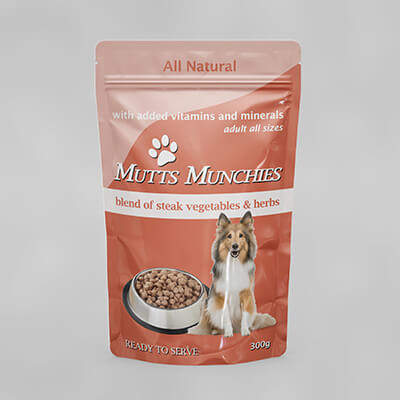 All Natural
with added vitamins and minerals
adult all sizes
MUTTS MUNCHIES
blend of steak vegetables & herbs
READY TO SERVE
300g